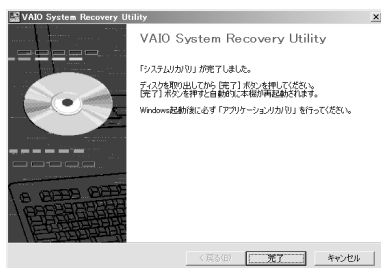 VAIO System Recovery Utility
VAIO System Recovery Utility
「システムリカバリ」が完了しました。
ディスクを取り出してから［完了］ボタンを押してください。
［完了］ボタンを押すと自動的に本機が再起動されます。
Windows起動後に必ず「アプリケーションリカバリ」を行ってください。
< 戻る(B)
完了
キャンセル